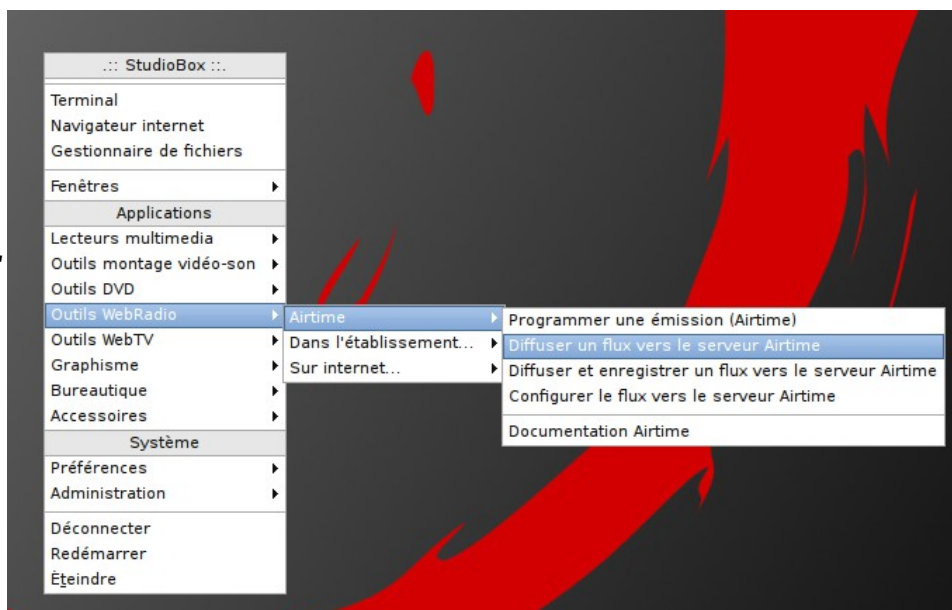 .:: StudioBox ::.
Terminal
Navigateur internet
Gestionnaire de fichiers
Fenêtres
Applications
Lecteurs multimedia
Outils montage vidéo-son
Outils DVD
Outils WebRadio
Outils WebTV
Graphisme
Bureautique
Accessoires
Système
Préférences
Administration
Déconnecter
Redémarrer
Éteindre
Airtime
Dans l'établissement...
Sur internet...
Programmer une émission (Airtime)
Diffuser un flux vers le serveur Airtime
Diffuser et enregistrer un flux vers le serveur Airtime
Configurer le flux vers le serveur Airtime
Documentation Airtime